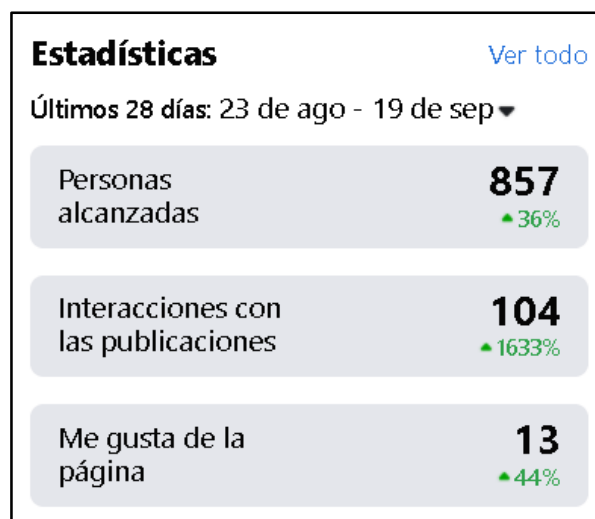 Estadísticas Ver todo
Últimos 28 días: 23 de ago - 19 de sep
Personas 857
alcanzadas 36%
Interacciones con 104
las publicaciones 1633%
Me gusta de la 13
página 44%